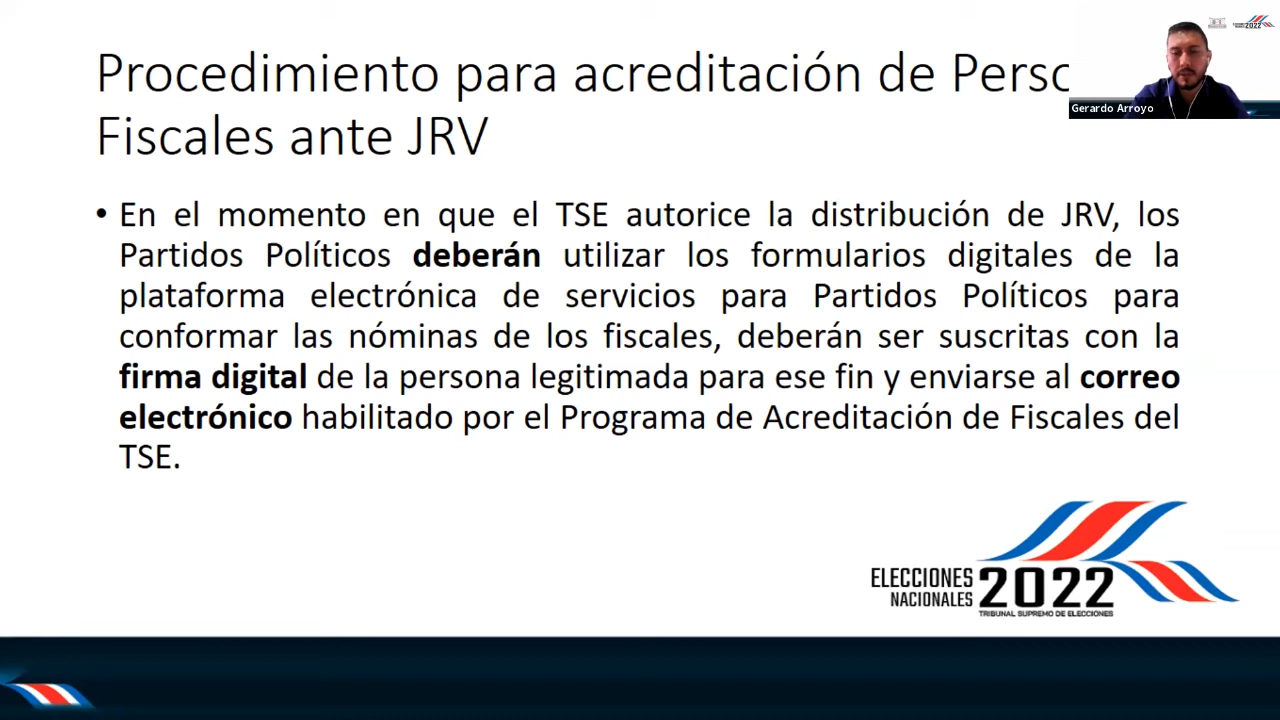 Procedimiento para acreditación de Perso
Fiscales ante JRV
Gerardo Arroyo
• En el momento en que el TSE autorice la distribución de JRV, los
Partidos Políticos deberán utilizar los formularios digitales de la
plataforma electrónica de servicios para Partidos Políticos para
conformar las nóminas de los fiscales, deberán ser suscritas con la
firma digital de la persona legitimada para ese fin y enviarse al correo
electrónico habilitado por el Programa de Acreditación de Fiscales del
TSE.
ELECCIONES
NACIONALES
2022
TRIBUNAL SUPREMO DE ELECCIONES